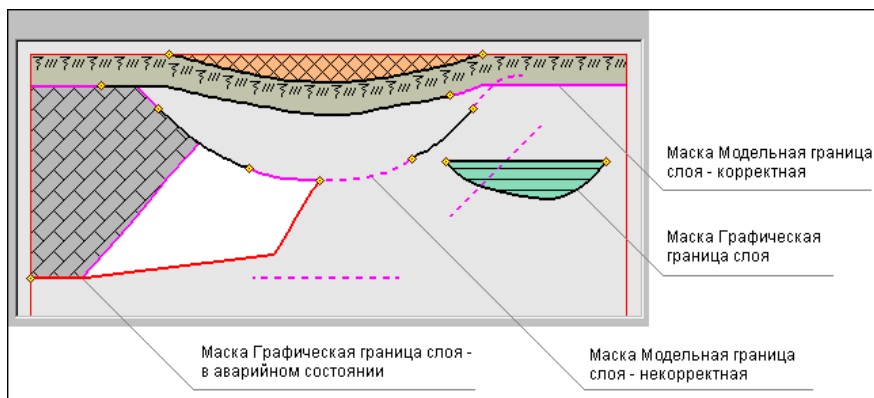 Маска Модельная граница
слоя - корректная
Маска Графическая
граница слоя
Маска Графическая граница слоя -
в аварийном состоянии
Маска Модельная граница
слоя - некорректная